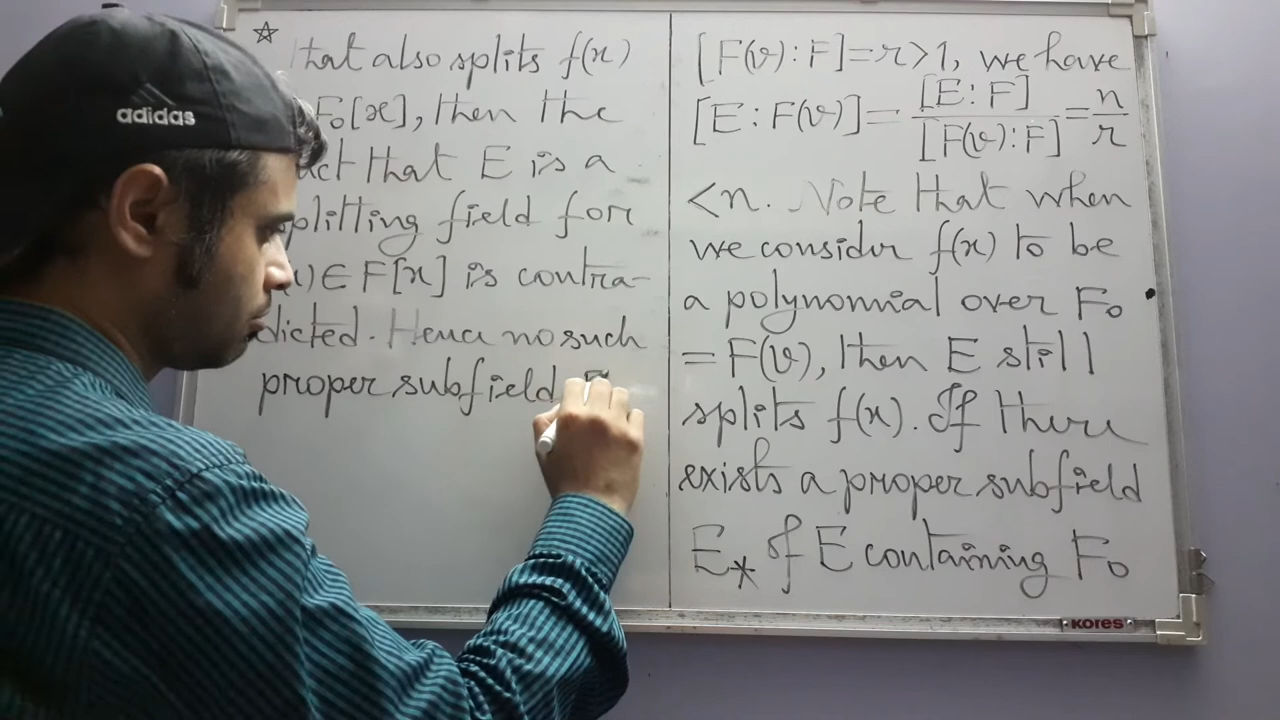 ☆
that also splits f(x)
F₀[x], then the
act that E is a
splitting field for
(x) ∈ F[x] is contra-
dicted. Hence no such
proper subfield
[F(v):F]=r>1, we have
[E:F(v)]=[E:F]/[F(v):F]=n/r
<n. Note that when
we consider f(x) to be
a polynomial over F₀
=F(v), then E still
splits f(x). If there
exists a proper subfield
E* of E containing F₀
adidas
KORES